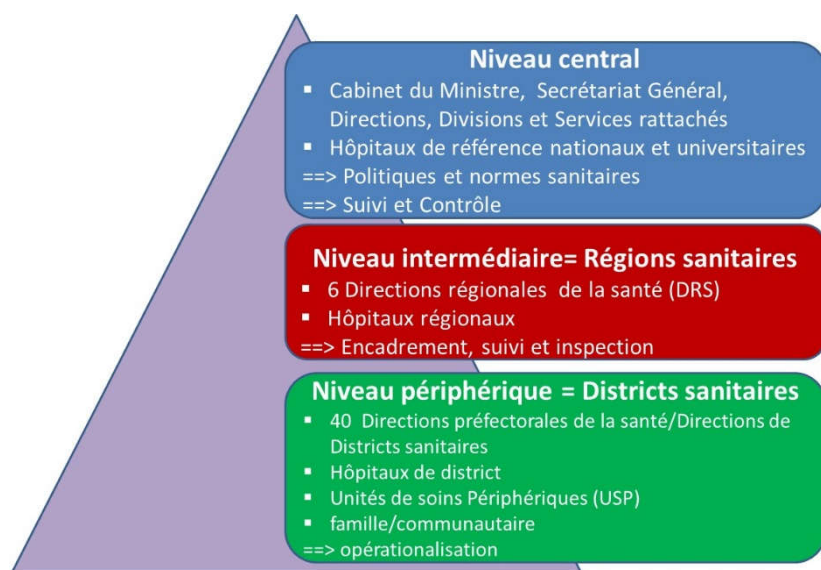 Niveau central
▪ Cabinet du Ministre, Secrétariat Général,
Directions, Divisions et Services rattachés
▪ Hôpitaux de référence nationaux et universitaires
==> Politiques et normes sanitaires
==> Suivi et Contrôle
Niveau intermédiaire= Régions sanitaires
▪ 6 Directions régionales de la santé (DRS)
▪ Hôpitaux régionaux
==> Encadrement, suivi et inspection
Niveau périphérique = Districts sanitaires
▪ 40 Directions préfectorales de la santé/Directions de
Districts sanitaires
▪ Hôpitaux de district
▪ Unités de soins Périphériques (USP)
▪ famille/communautaire
==> opérationalisation